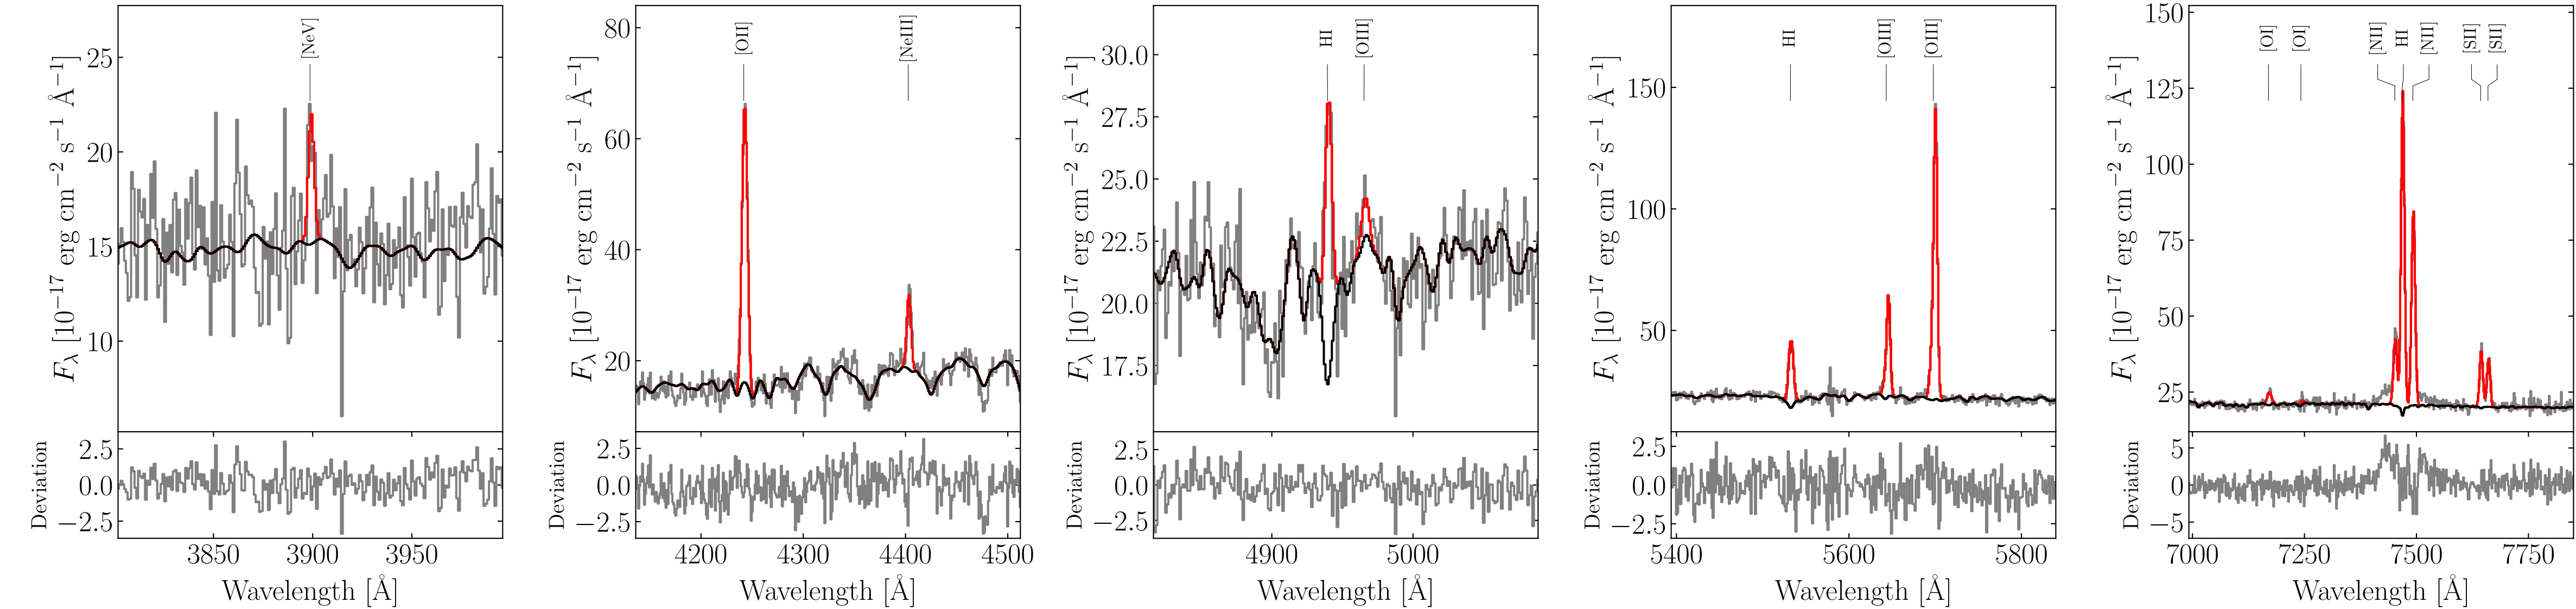 [NeV]
25
20
15
10
F_λ [10⁻¹⁷ erg cm⁻² s⁻¹ Å⁻¹]
2.5
0.0
−2.5
Deviation
3850 3900 3950
Wavelength [Å]
[OII] [NeIII]
80
60
40
20
F_λ [10⁻¹⁷ erg cm⁻² s⁻¹ Å⁻¹]
2.5
0.0
−2.5
Deviation
4200 4300 4400 4500
Wavelength [Å]
HI [OIII]
30.0
27.5
25.0
22.5
20.0
17.5
F_λ [10⁻¹⁷ erg cm⁻² s⁻¹ Å⁻¹]
2.5
0.0
−2.5
Deviation
4900 5000
Wavelength [Å]
HI [OIII] [OIII]
150
100
50
F_λ [10⁻¹⁷ erg cm⁻² s⁻¹ Å⁻¹]
2.5
0.0
−2.5
Deviation
5400 5600 5800
Wavelength [Å]
[OI] [OI] [NII] HI [NII] [SII] [SII]
150
125
100
75
50
25
F_λ [10⁻¹⁷ erg cm⁻² s⁻¹ Å⁻¹]
5
0
−5
Deviation
7000 7250 7500 7750
Wavelength [Å]